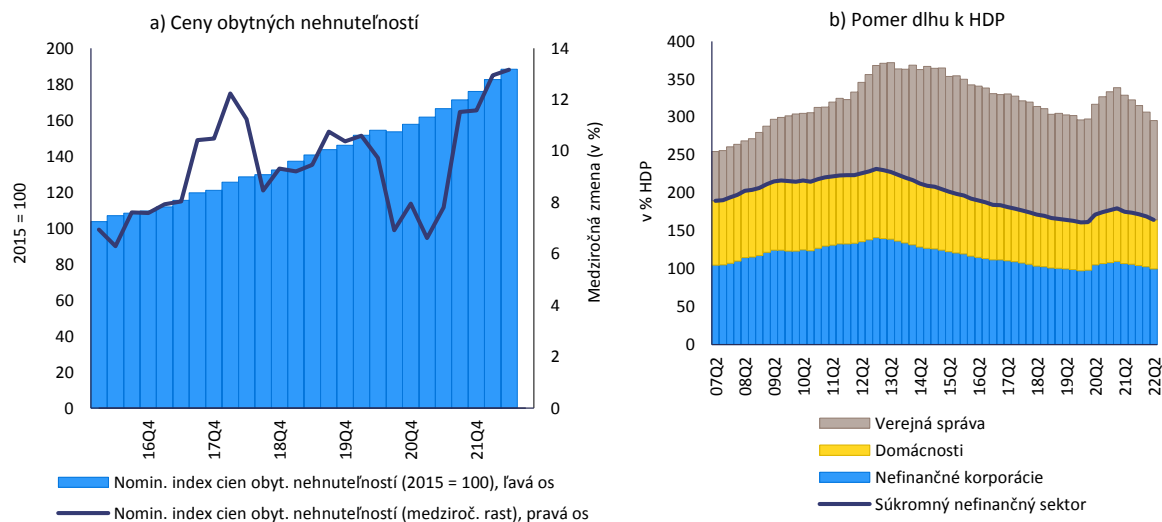 a) Ceny obytných nehnuteľností
200
180
160
140
120
100
80
60
40
20
0
2015 = 100
14
12
10
8
6
4
2
0
Medziročná zmena (v %)
16Q4
17Q4
18Q4
19Q4
20Q4
21Q4
Nomin. index cien obyt. nehnuteľností (2015 = 100), ľavá os
Nomin. index cien obyt. nehnuteľností (medziroč. rast), pravá os
b) Pomer dlhu k HDP
400
350
300
250
200
150
100
50
0
v % HDP
07Q2
08Q2
09Q2
10Q2
11Q2
12Q2
13Q2
14Q2
15Q2
16Q2
17Q2
18Q2
19Q2
20Q2
21Q2
22Q2
Verejná správa
Domácnosti
Nefinančné korporácie
Súkromný nefinančný sektor